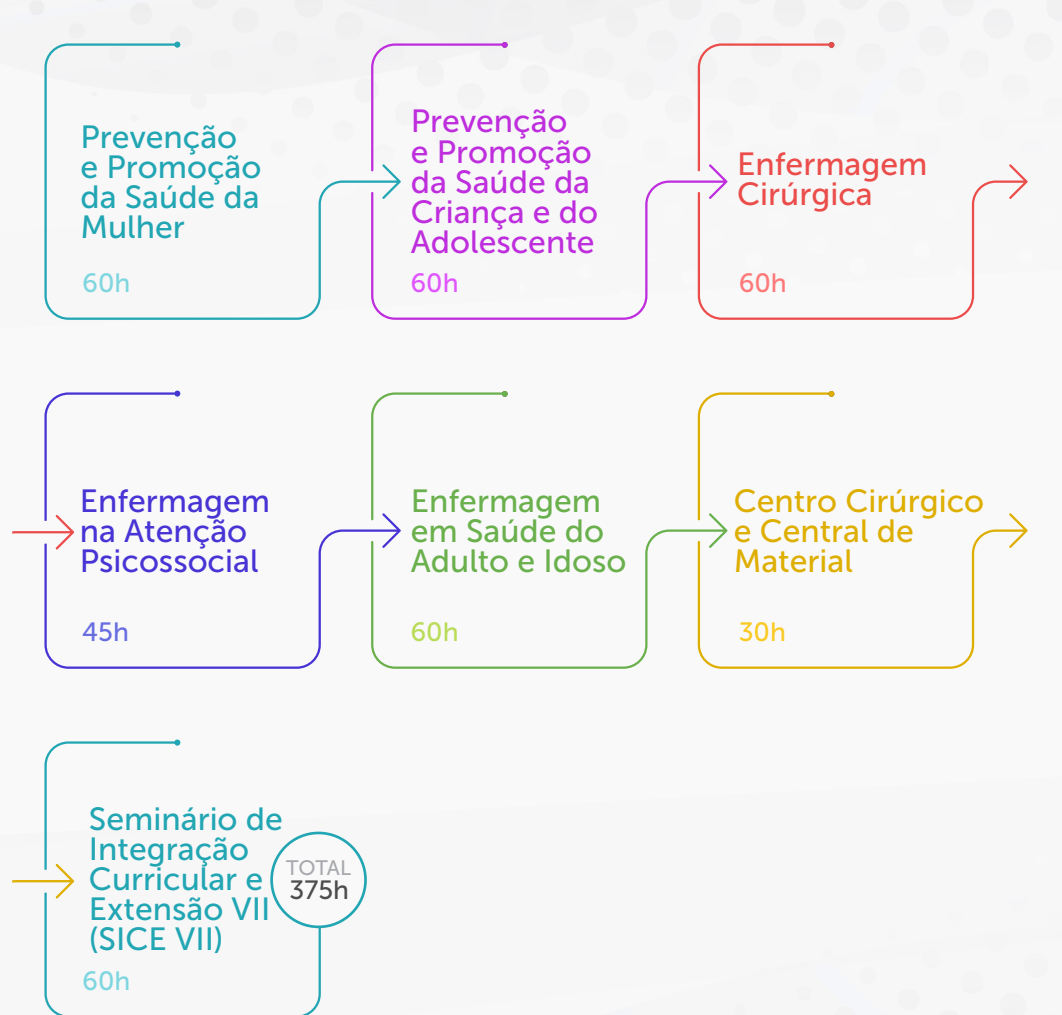 Prevenção
e Promoção
da Saúde da
Mulher
60h
Prevenção
e Promoção
da Saúde da
Criança e do
Adolescente
60h
Enfermagem
Cirúrgica
60h
Enfermagem
na Atenção
Psicossocial
45h
Enfermagem
em Saúde do
Adulto e Idoso
60h
Centro Cirúrgico
e Central de
Material
30h
Seminário de
Integração
Curricular e
Extensão VII
(SICE VII)
60h
TOTAL
375h